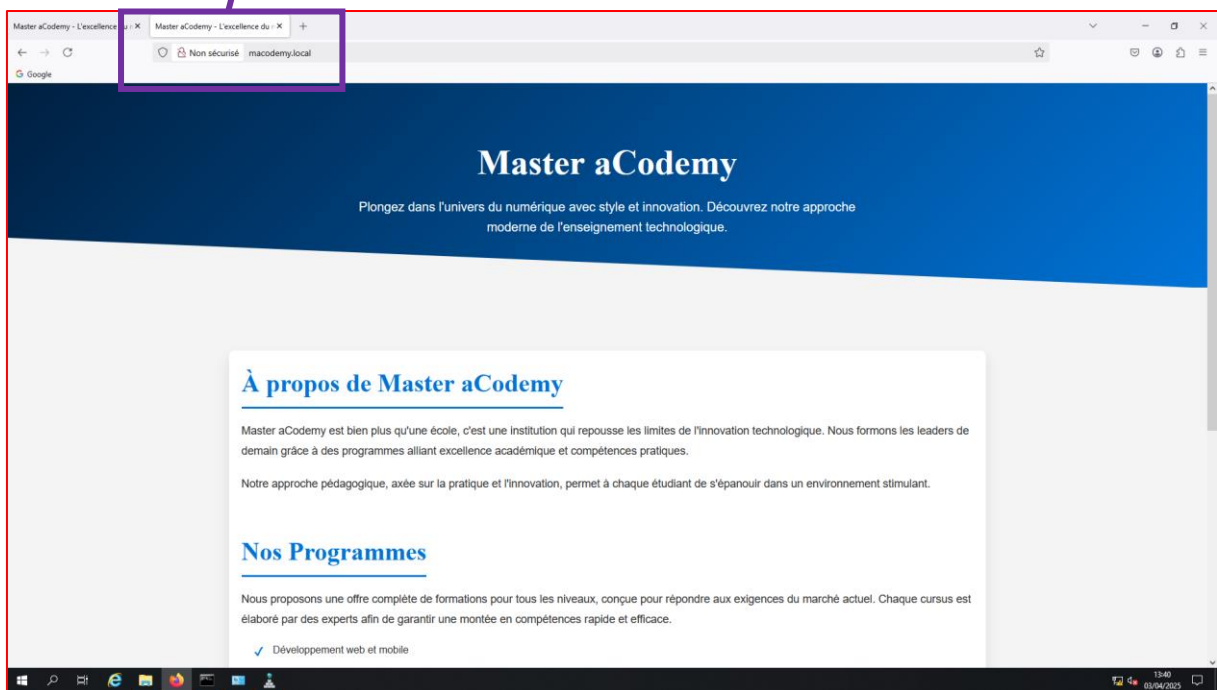 Master aCodemy - L'excellence du
Master aCodemy - L'excellence du
Non sécurisé macodemy.local
Google
Master aCodemy
Plongez dans l'univers du numérique avec style et innovation. Découvrez notre approche
moderne de l'enseignement technologique.
À propos de Master aCodemy
Master aCodemy est bien plus qu'une école, c'est une institution qui repousse les limites de l'innovation technologique. Nous formons les leaders de
demain grâce à des programmes alliant excellence académique et compétences pratiques.
Notre approche pédagogique, axée sur la pratique et l'innovation, permet à chaque étudiant de s'épanouir dans un environnement stimulant.
Nos Programmes
Nous proposons une offre complète de formations pour tous les niveaux, conçue pour répondre aux exigences du marché actuel. Chaque cursus est
élaboré par des experts afin de garantir une montée en compétences rapide et efficace.
Développement web et mobile
13:40
03/04/2025